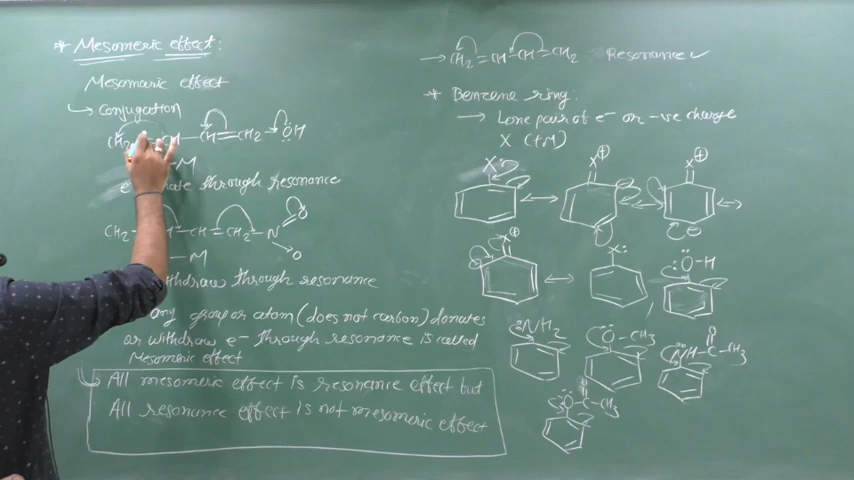 * Mesomeric effect:
Mesomeric effect
↳ Conjugation
CH₂ CH — CH = CH₂ → ÖH
— M
e through resonance
CH₂ CH — CH = CH₂ — N → O
O
— M
withdraw through resonance
any group or atom (does not carbon) donates
or withdraw e⁻ through resonance is called
Mesomeric effect
All mesomeric effect is resonance effect but
All resonance effect is not mesomeric effect
→ CH₂ = CH — CH = CH₂ Resonance ✓
* Benzene ring:
→ Lone pair of e⁻ or -ve charge
X (+M)
X: ↔ X⊕ ↔ X⊕ ↔
⊖
X⊕ ↔ X: :Ö — H
:NH₂ :O — CH₃ :NH — C — CH₃
O
:O — C — CH₃
O